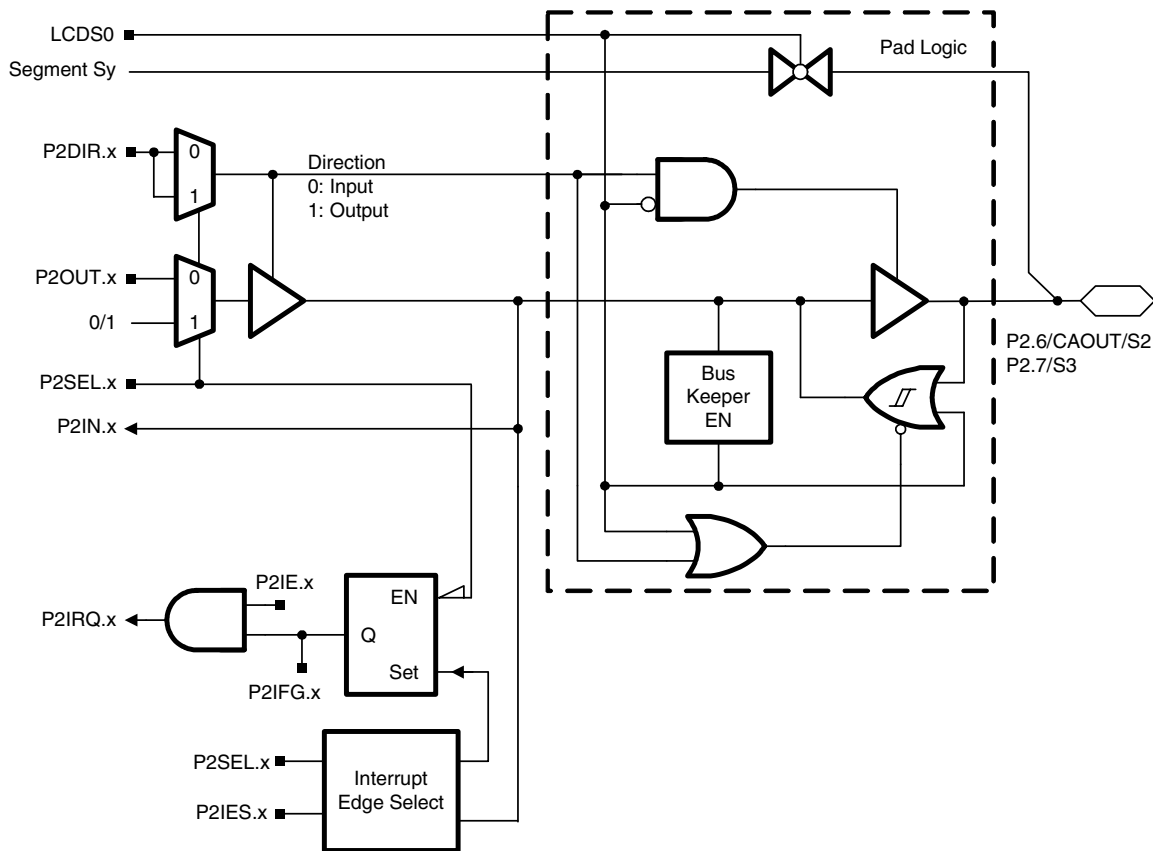 LCDS0
Pad Logic
Segment Sy
P2DIR.x
0
1
Direction
0: Input
1: Output
P2OUT.x
0
0/1
1
P2SEL.x
P2IN.x
Bus
Keeper
EN
P2.6/CAOUT/S2
P2.7/S3
P2IE.x
EN
P2IRQ.x
Q
Set
P2IFG.x
P2SEL.x
Interrupt
Edge Select
P2IES.x